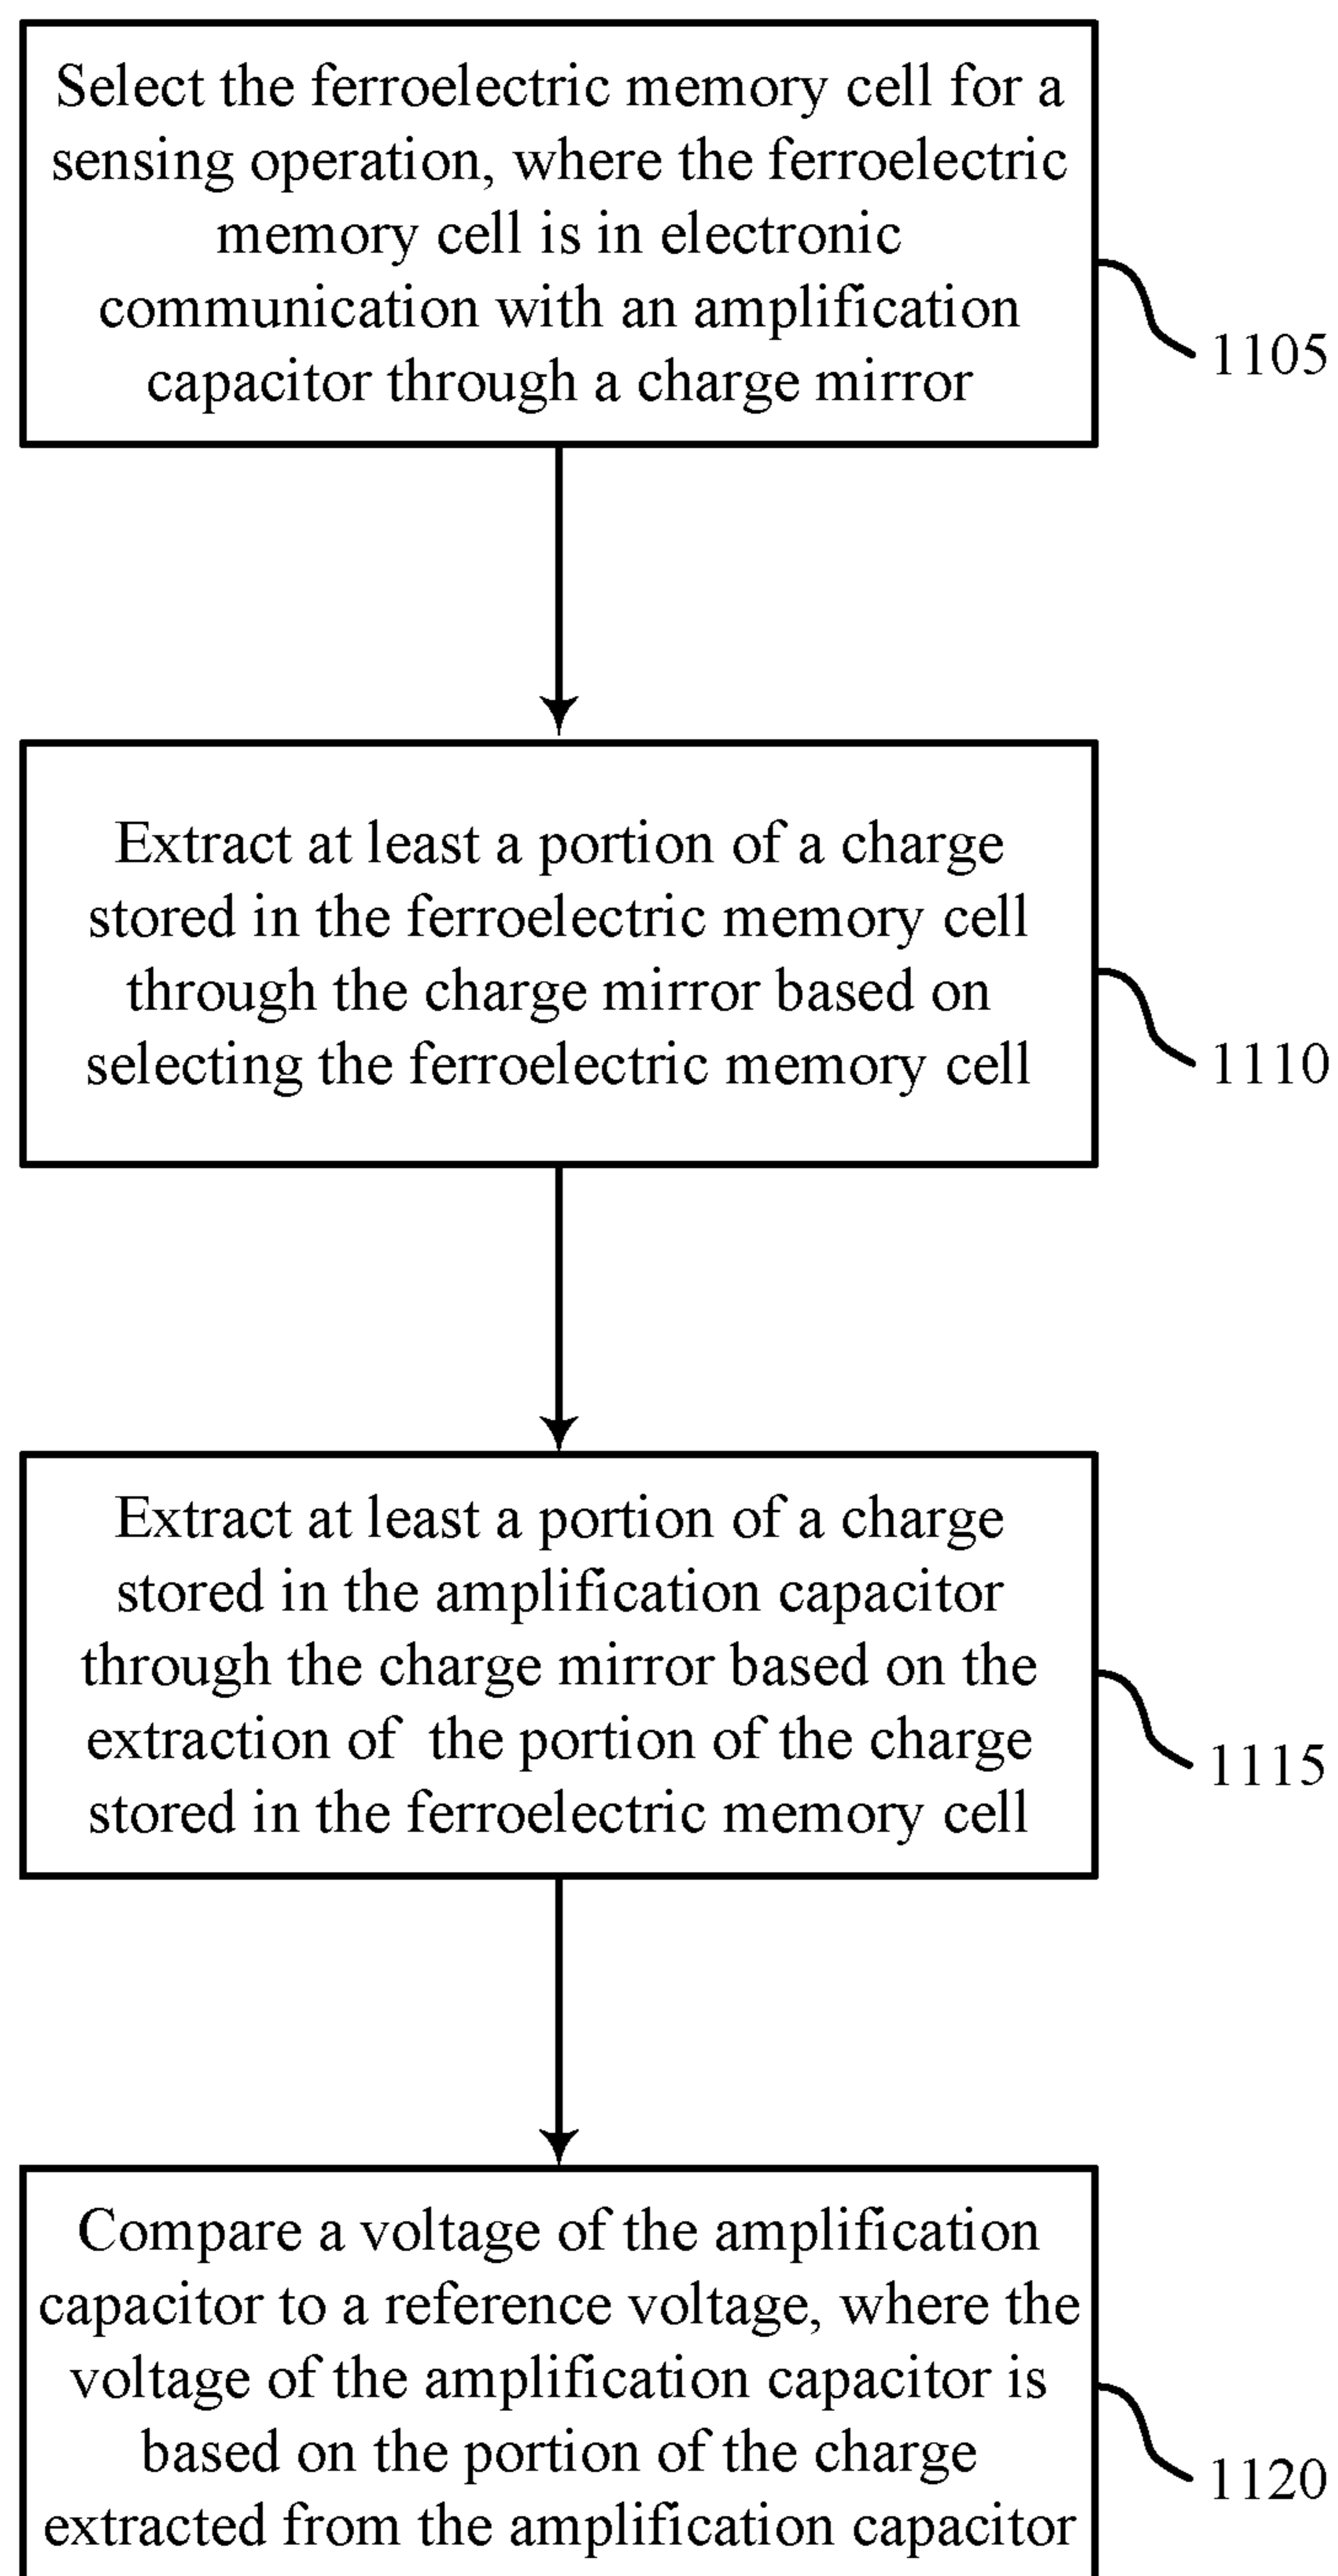 Select the ferroelectric memory cell for a
sensing operation, where the ferroelectric
memory cell is in electronic
communication with an amplification
capacitor through a charge mirror
1105
Extract at least a portion of a charge
stored in the ferroelectric memory cell
through the charge mirror based on
selecting the ferroelectric memory cell
1110
Extract at least a portion of a charge
stored in the amplification capacitor
through the charge mirror based on the
extraction of  the portion of the charge
stored in the ferroelectric memory cell
1115
Compare a voltage of the amplification
capacitor to a reference voltage, where the
voltage of the amplification capacitor is
based on the portion of the charge
extracted from the amplification capacitor
1120